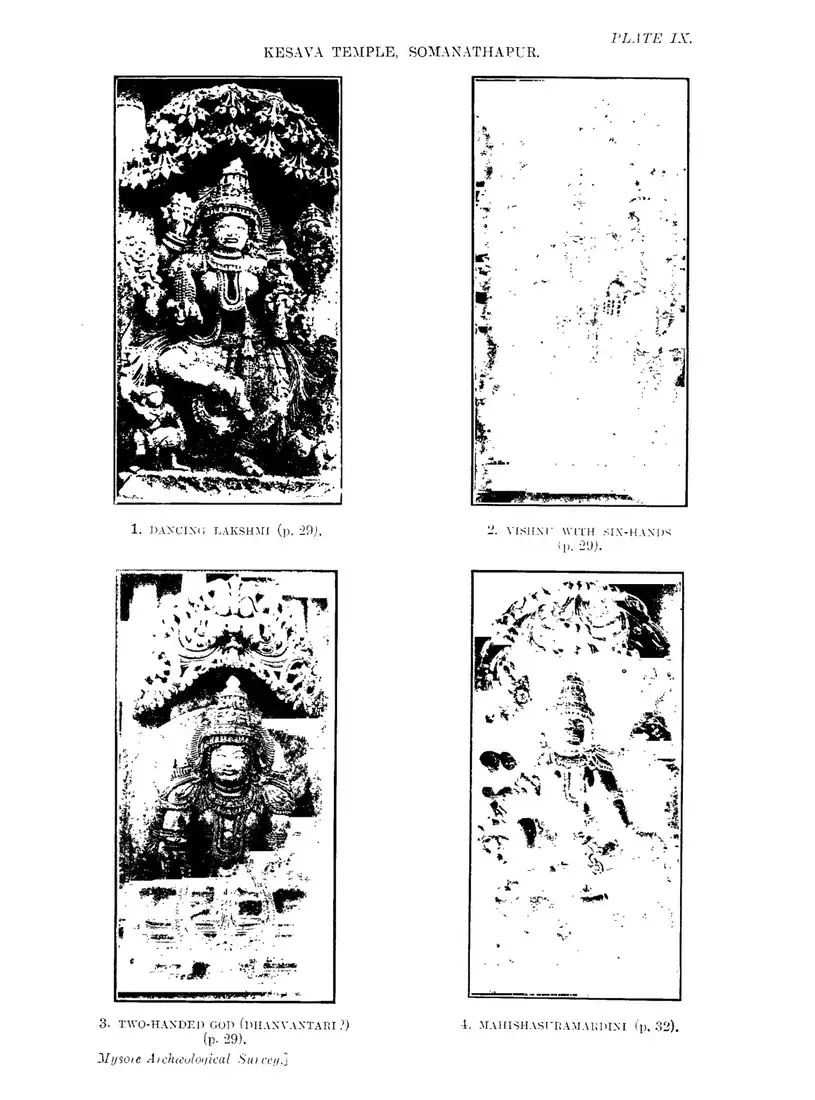 PLATE IX.
KESAVA TEMPLE, SOMANATHAPUR.
1. DANCING LAKSHMI (p. 29).
2. VISHNU WITH SIX-HANDS
(p. 29).
3. TWO-HANDED GOD (DHANVANTARI ?)
(p. 29).
4. MAHISHASURAMARDINI (p. 32).
Mysore Archæological Survey.]